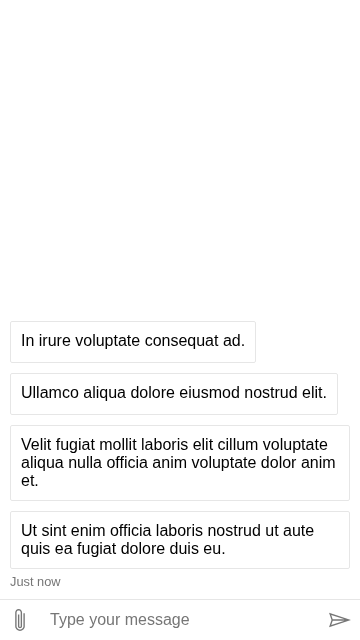 In irure voluptate consequat ad.
Ullamco aliqua dolore eiusmod nostrud elit.
Velit fugiat mollit laboris elit cillum voluptate
aliqua nulla officia anim voluptate dolor anim
et.
Ut sint enim officia laboris nostrud ut aute
quis ea fugiat dolore duis eu.
Just now
Type your message